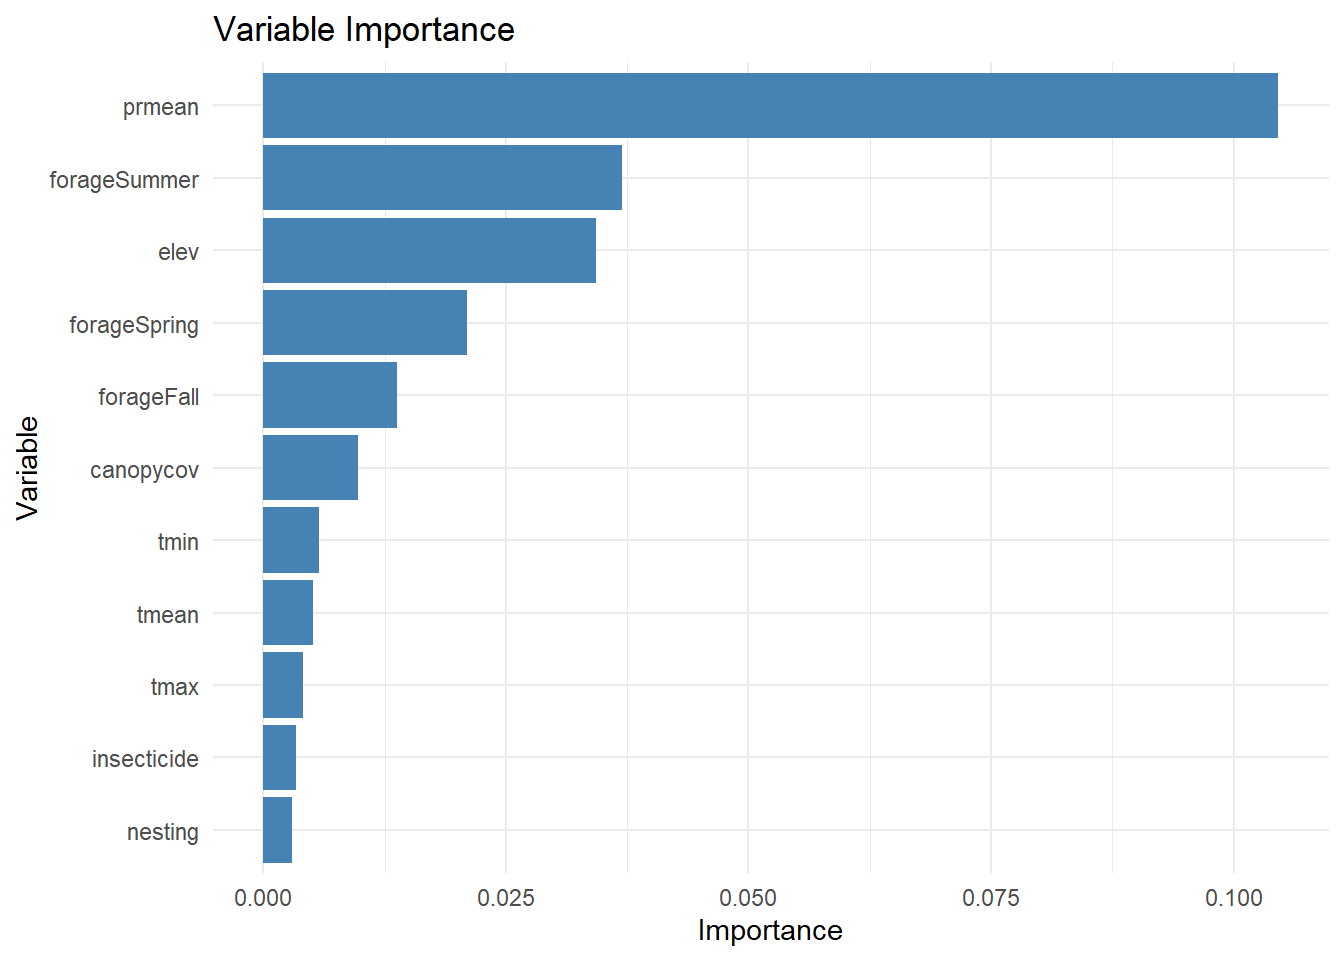 Variable Importance
prmean
forageSummer
elev
forageSpring
forageFall
canopycov
tmin
tmean
tmax
insecticide
nesting
Variable
0.000 0.025 0.050 0.075 0.100
Importance